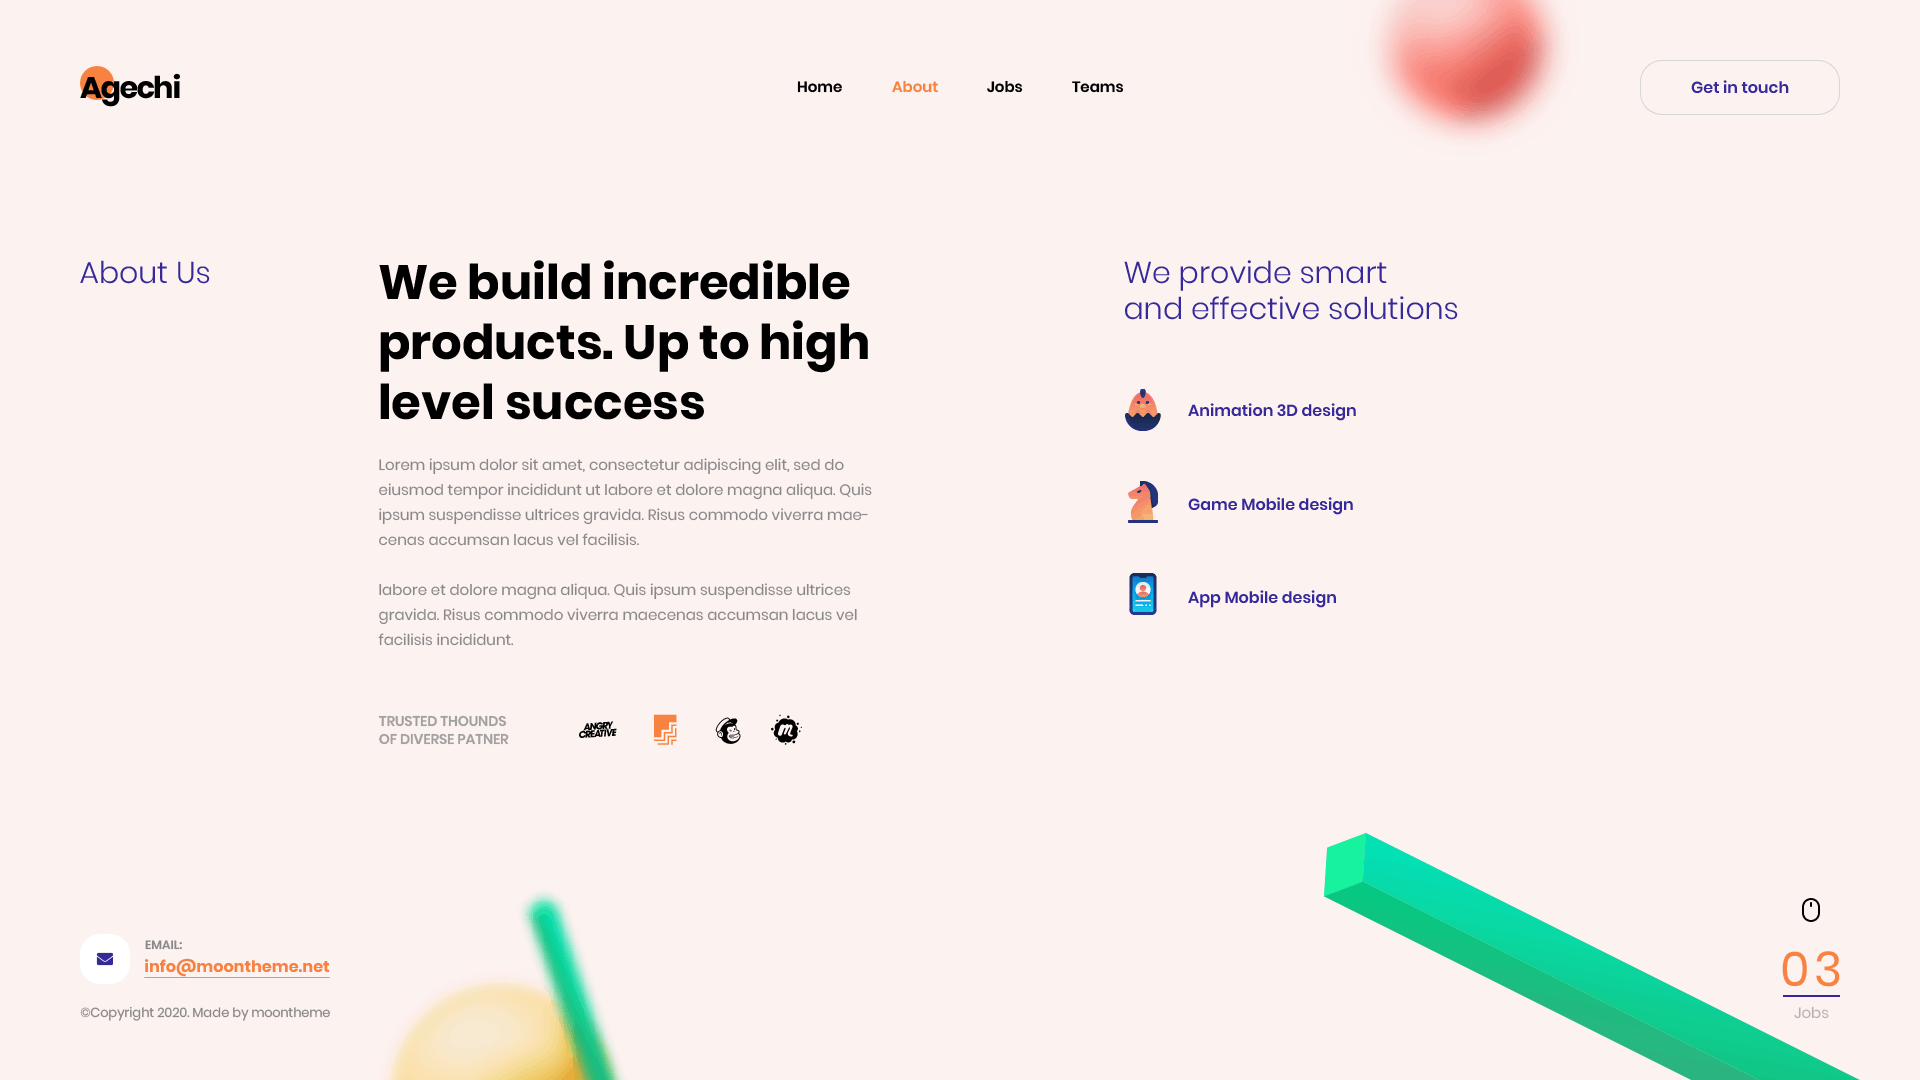 Agechi
Home
About
Jobs
Teams
Get in touch
About Us
We build incredible
products. Up to high
level success
Lorem ipsum dolor sit amet, consectetur adipiscing elit, sed do
eiusmod tempor incididunt ut labore et dolore magna aliqua. Quis
ipsum suspendisse ultrices gravida. Risus commodo viverra mae-
cenas accumsan lacus vel facilisis.
labore et dolore magna aliqua. Quis ipsum suspendisse ultrices
gravida. Risus commodo viverra maecenas accumsan lacus vel
facilisis incididunt.
TRUSTED THOUNDS
OF DIVERSE PATNER
ANGRY
CREATIVE
m
We provide smart
and effective solutions
Animation 3D design
Game Mobile design
App Mobile design
EMAIL:
info@moontheme.net
©Copyright 2020. Made by moontheme
03
Jobs